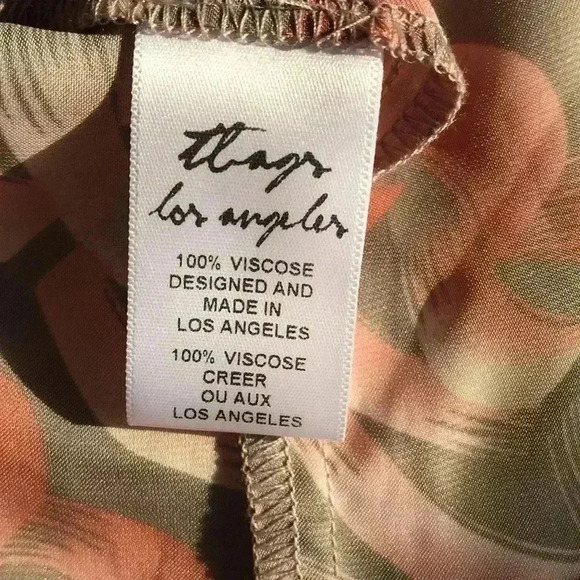 tbags
los angeles
100% VISCOSE
DESIGNED AND
MADE IN
LOS ANGELES
100% VISCOSE
CREER
OU AUX
LOS ANGELES